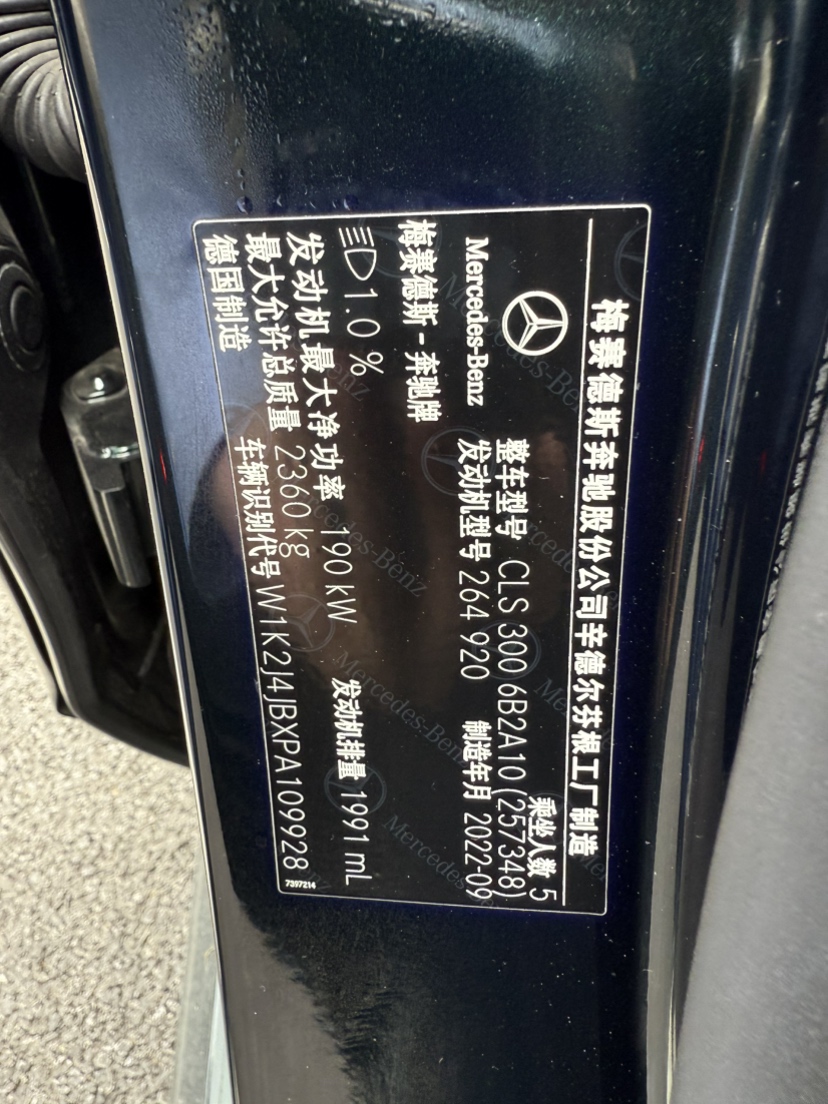 梅赛德斯奔驰股份公司辛德尔芬根工厂制造
乘坐人数 5
Mercedes-Benz
整车型号 CLS 300 6B2A10 (257348)
发动机型号 264 920
制造年月 2022-09
梅赛德斯-奔驰牌
1.0 %
发动机最大净功率 190 kW
发动机排量 1991 mL
最大允许总质量 2360 kg
德国制造
车辆识别代号 W1K2J4JBXPA109928
7397214